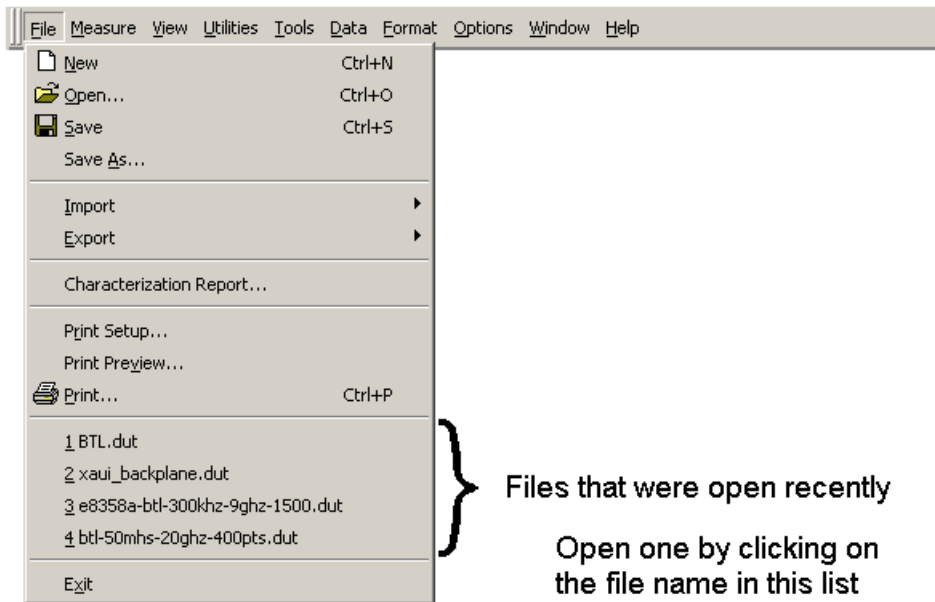 File Measure View Utilities Tools Data Format Options Window Help
New Ctrl+N
Open... Ctrl+O
Save Ctrl+S
Save As...
Import
Export
Characterization Report...
Print Setup...
Print Preview...
Print... Ctrl+P
1 BTL.dut
2 xaui_backplane.dut
3 e8358a-btl-300khz-9ghz-1500.dut
4 btl-50mhs-20ghz-400pts.dut
Exit
Files that were open recently
Open one by clicking on
the file name in this list